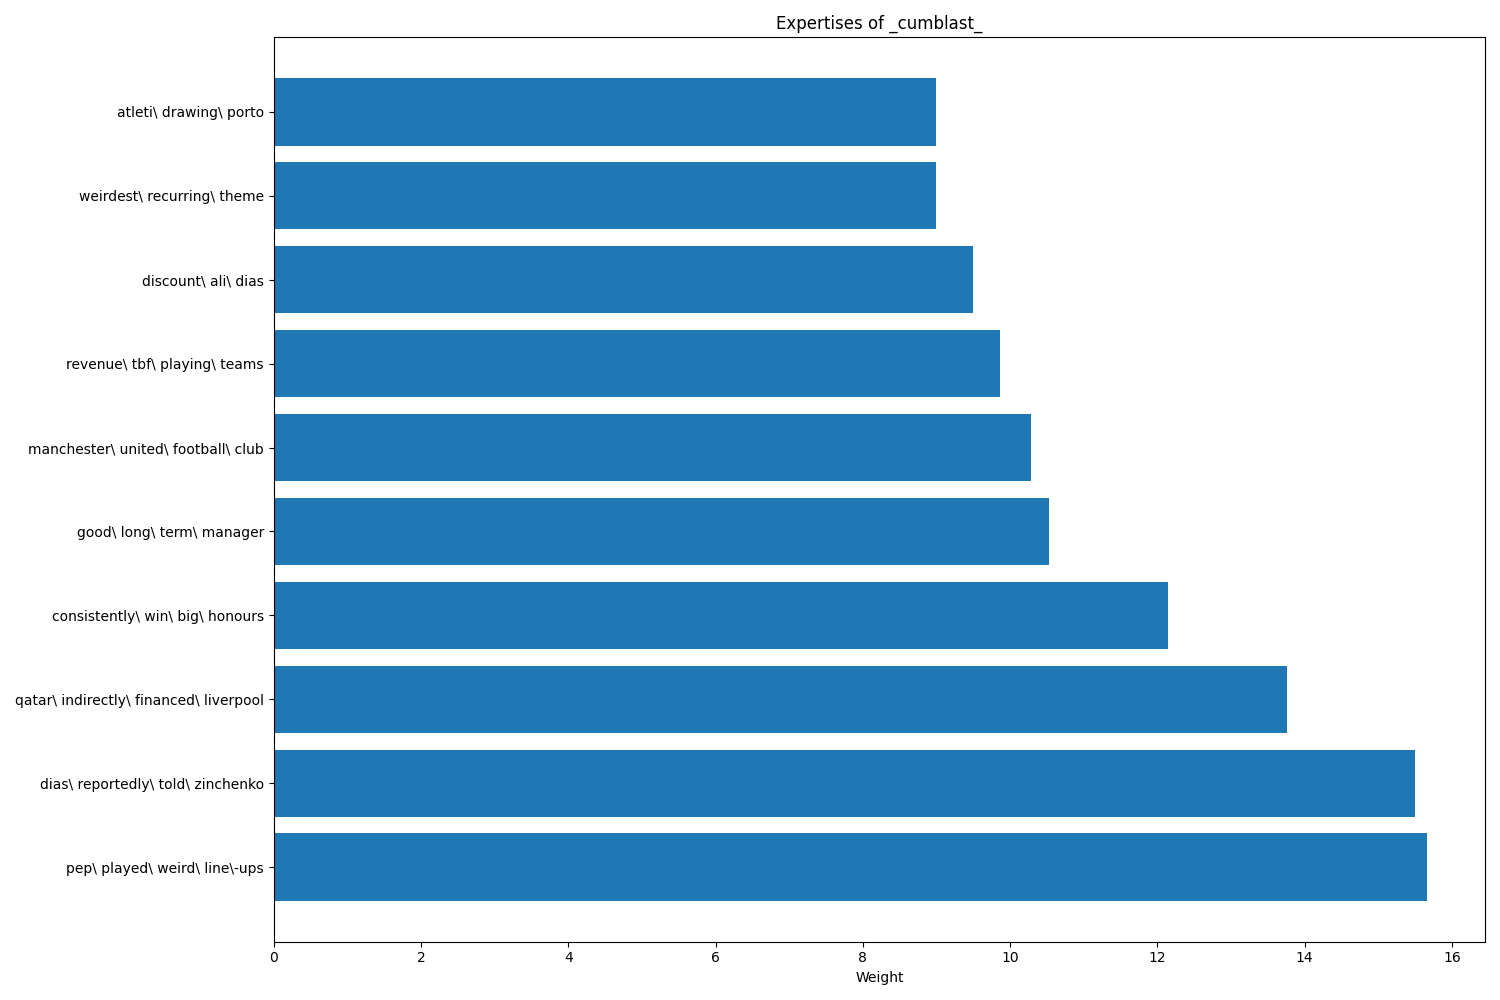 Expertises of _cumblast_
atleti\ drawing\ porto
weirdest\ recurring\ theme
discount\ ali\ dias
revenue\ tbf\ playing\ teams
manchester\ united\ football\ club
good\ long\ term\ manager
consistently\ win\ big\ honours
qatar\ indirectly\ financed\ liverpool
dias\ reportedly\ told\ zinchenko
pep\ played\ weird\ line\-ups
0 2 4 6 8 10 12 14 16
Weight